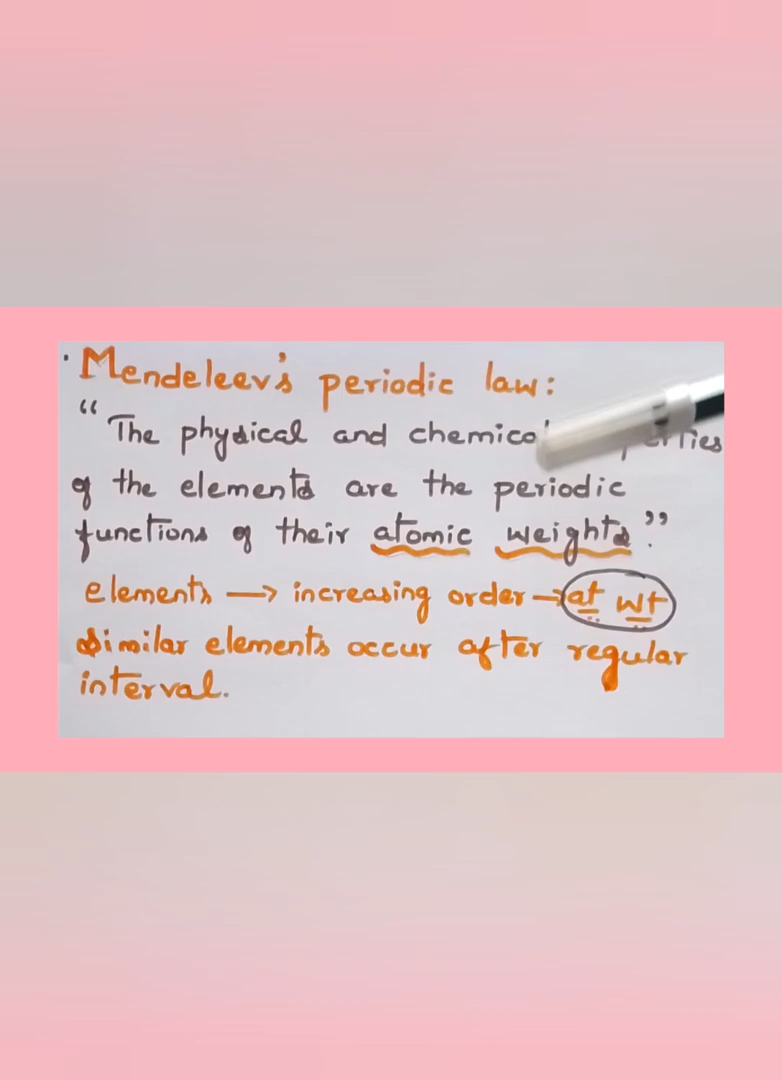 Mendeleev's periodic law:
"The physical and chemical
of the elements are the periodic
functions of their atomic weights."
elements → increasing order → at wt
similar elements occur after regular
interval.